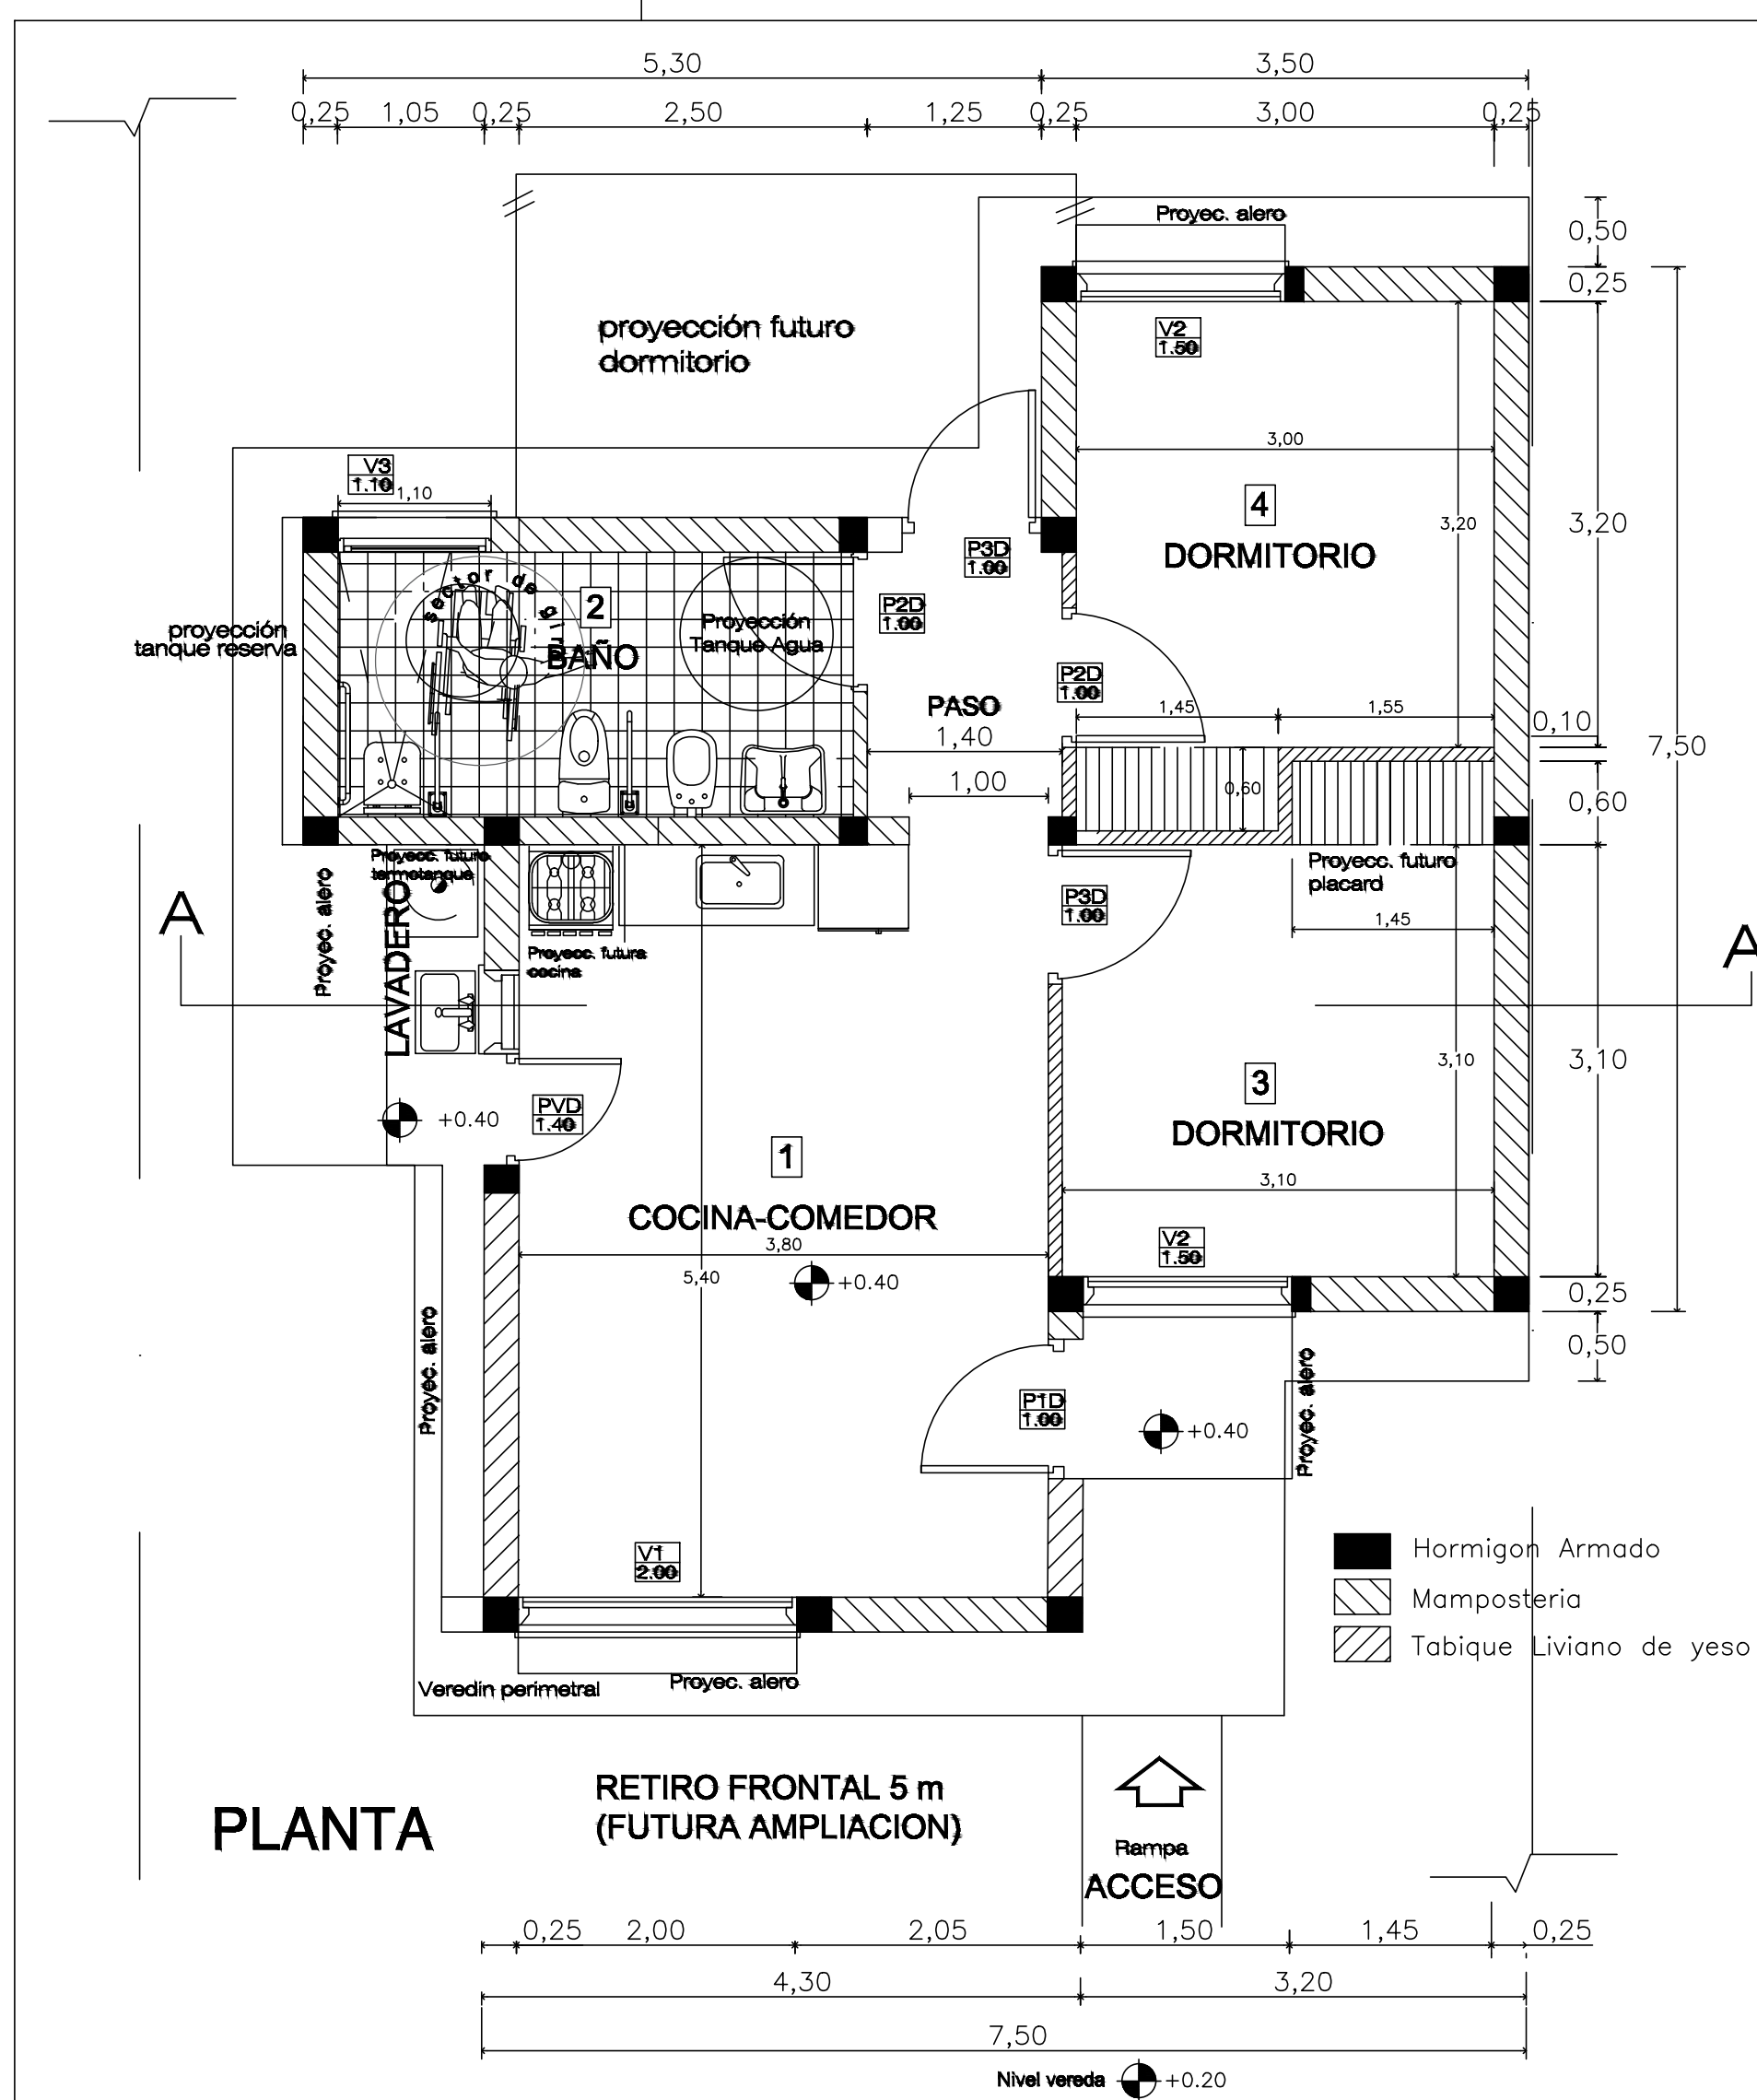 5,30
3,50
0,25
1,05
0,25
2,50
1,25
0,25
3,00
0,25
Proyec. alero
0,50
0,25
proyección futuro
dormitorio
V2
1.50
7,50
V3
1.10
1,10
3,00
4
3,20
3,20
DORMITORIO
P3D
1.00
sector de giro
2
P2D
1.00
Proyección
Tanque Agua
BAÑO
proyección
tanque reserva
P2D
1.00
PASO
1,45
1,55
0,10
1,40
1,00
0,60
0,60
Proyecc. futuro
termotanque
Proyecc. futuro
placard
Proyec. alero
LAVADERO
P3D
1.00
1,45
A
A
Proyecc. futura
cocina
3,10
3,10
3
PVD
1.40
+0.40
DORMITORIO
1
3,10
COCINA-COMEDOR
3,80
V2
1.50
5,40
+0.40
0,25
0,50
Proyec. alero
P1D
1.00
+0.40
Proyec. alero
V1
2.00
Hormigon Armado
Mamposteria
Tabique Liviano de yeso
Veredin perimetral
Proyec. alero
RETIRO FRONTAL 5 m
(FUTURA AMPLIACION)
PLANTA
Rampa
ACCESO
0,25
2,00
2,05
1,50
1,45
0,25
4,30
3,20
7,50
Nivel vereda
+0.20